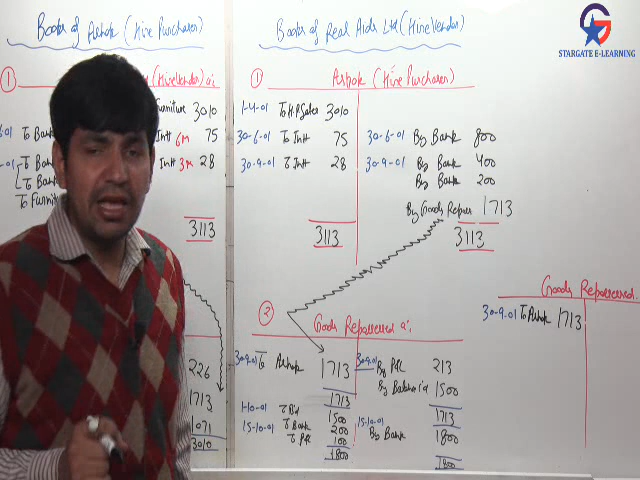 Books of Ashok (Hire Purchaser)
Books of Real Aids Ltd (Hire Vendor)
STARGATE E-LEARNING
①
(Hire Vendor) a/c
Furniture 3010
To Bank
Intt 6m 75
-01 To Bank
Intt 3m 28
To Bank
To Furnit
3113
226
1713
1071
3010
①
Ashok (Hire Purchaser)
1-4-01 To H.P. Sales 3010
30-6-01 To Intt 75
30-6-01 By Bank 800
30-9-01 To Intt 28
30-9-01 By Bank 400
By Bank 200
By Goods Reposs 1713
3113
3113
②
Goods Repossessed a/c
30-9-01 To Ashok 1713
30-9-01 By P&L 213
By Balance c/d 1500
1713
1713
1-10-01 To Bd 1500
15-10-01 To Bank 200
15-10-01 By Bank 1800
To P&L 100
1800
1800
Goods Repossessed
30-9-01 To Ashok 1713